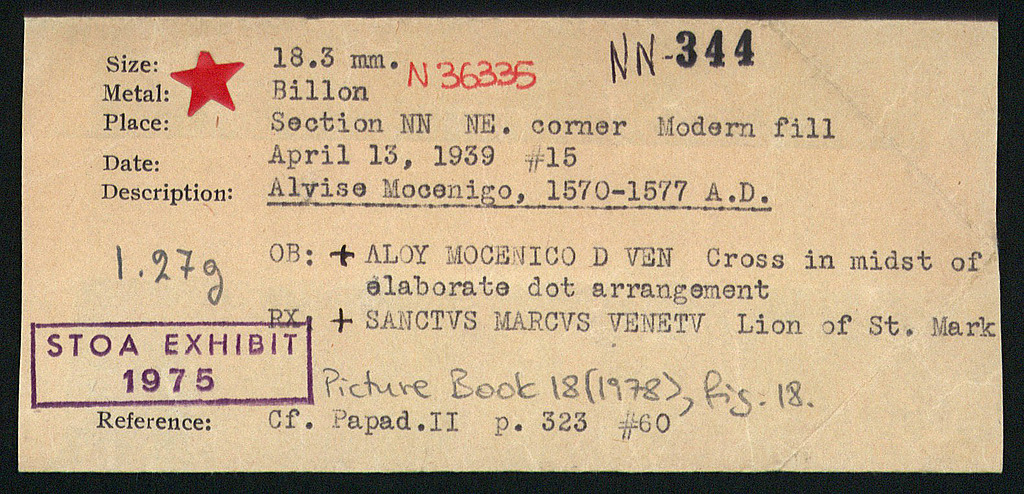 Size: 18.3 mm. N 36335 NN-344
Metal: Billon
Place: Section NN NE. corner Modern fill
Date: April 13, 1939 #15
Description: Alvise Mocenigo, 1570-1577 A.D.
1.27g
OB: + ALOY MOCENICO D VEN Cross in midst of
elaborate dot arrangement
RX. + SANCTVS MARCVS VENETV Lion of St. Mark
STOA EXHIBIT
1975
Picture Book 18(1978), fig. 18.
Reference: Cf. Papad.II p. 323 #60